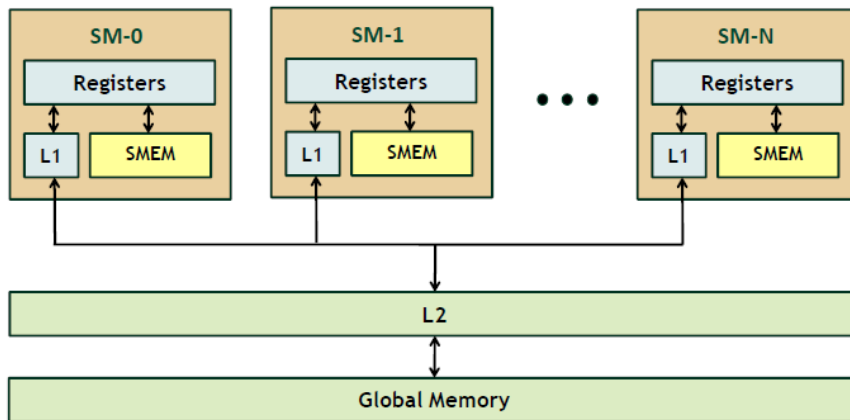 SM-0
SM-1
SM-N
Registers
Registers
Registers
L1
SMEM
L1
SMEM
L1
SMEM
L2
Global Memory